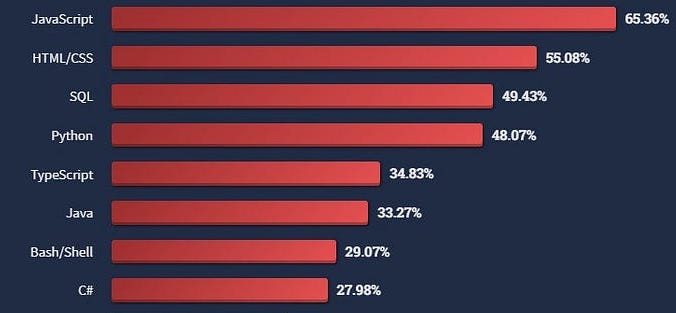 JavaScript 65.36%
HTML/CSS 55.08%
SQL 49.43%
Python 48.07%
TypeScript 34.83%
Java 33.27%
Bash/Shell 29.07%
C# 27.98%